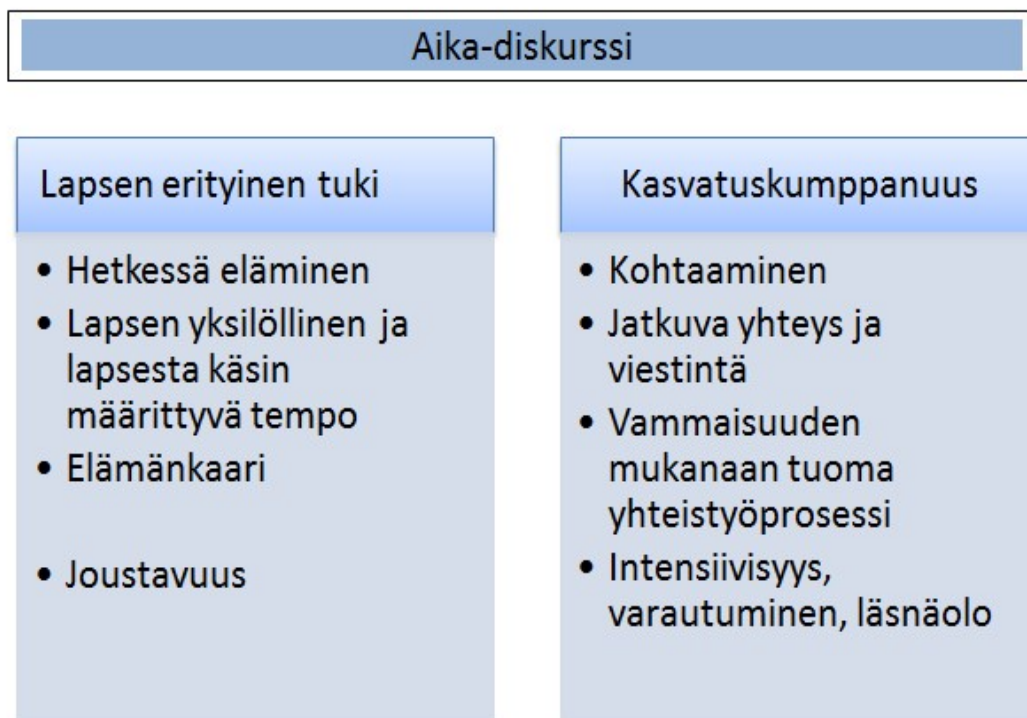 Aika-diskurssi
Lapsen erityinen tuki
• Hetkessä eläminen
• Lapsen yksilöllinen ja
lapsesta käsin
määrittyvä tempo
• Elämänkaari
• Joustavuus
Kasvatuskumppanuus
• Kohtaaminen
• Jatkuva yhteys ja
viestintä
• Vammaisuuden
mukanaan tuoma
yhteistyöprosessi
• Intensiivisyys,
varautuminen, läsnäolo